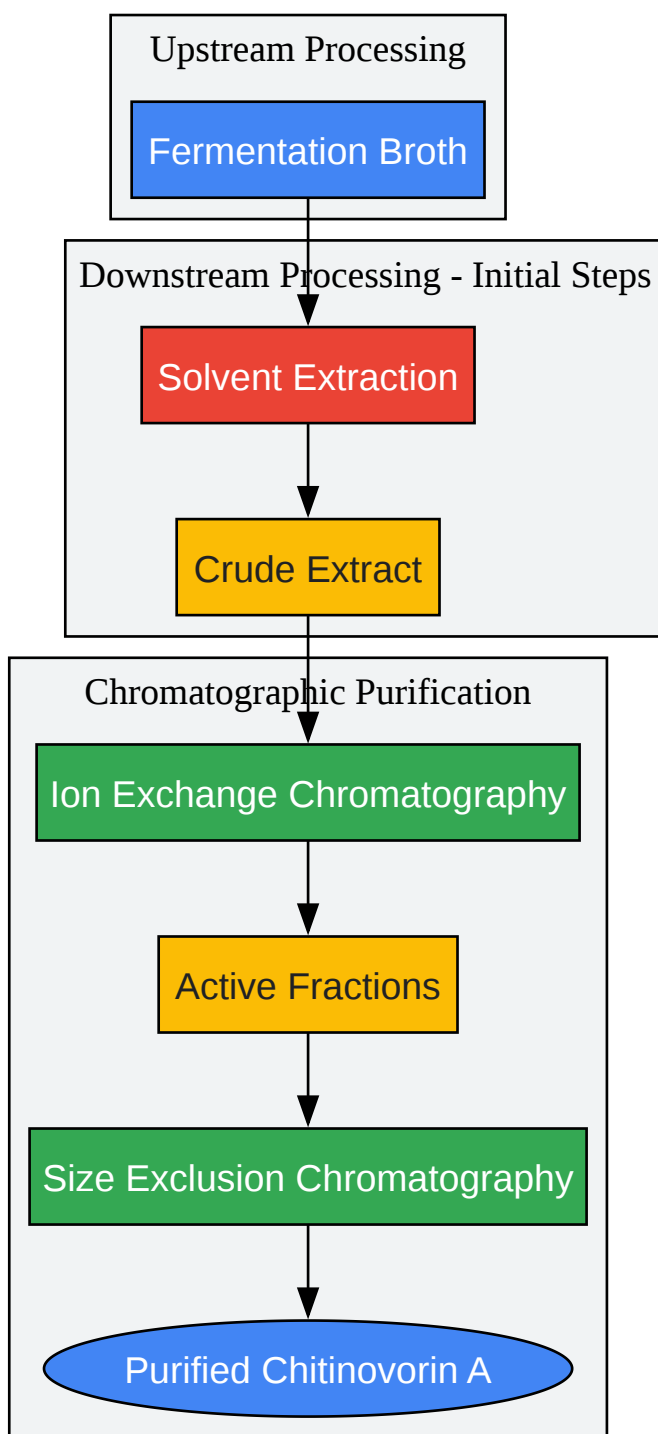 Upstream Processing
Fermentation Broth
Downstream Processing - Initial Steps
Solvent Extraction
Crude Extract
Chromatographic Purification
Ion Exchange Chromatography
Active Fractions
Size Exclusion Chromatography
Purified Chitinovorin A